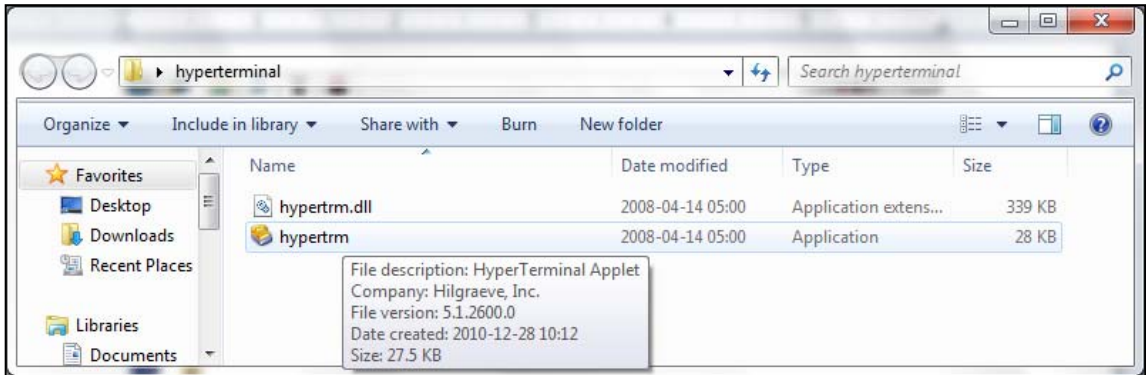 hyperterminal
Search hyperterminal
Organize Include in library Share with Burn New folder
Favorites
Desktop
Downloads
Recent Places
Libraries
Documents
Name Date modified Type Size
hypertrm.dll 2008-04-14 05:00 Application extens... 339 KB
hypertrm 2008-04-14 05:00 Application 28 KB
File description: HyperTerminal Applet
Company: Hilgraeve, Inc.
File version: 5.1.2600.0
Date created: 2010-12-28 10:12
Size: 27.5 KB